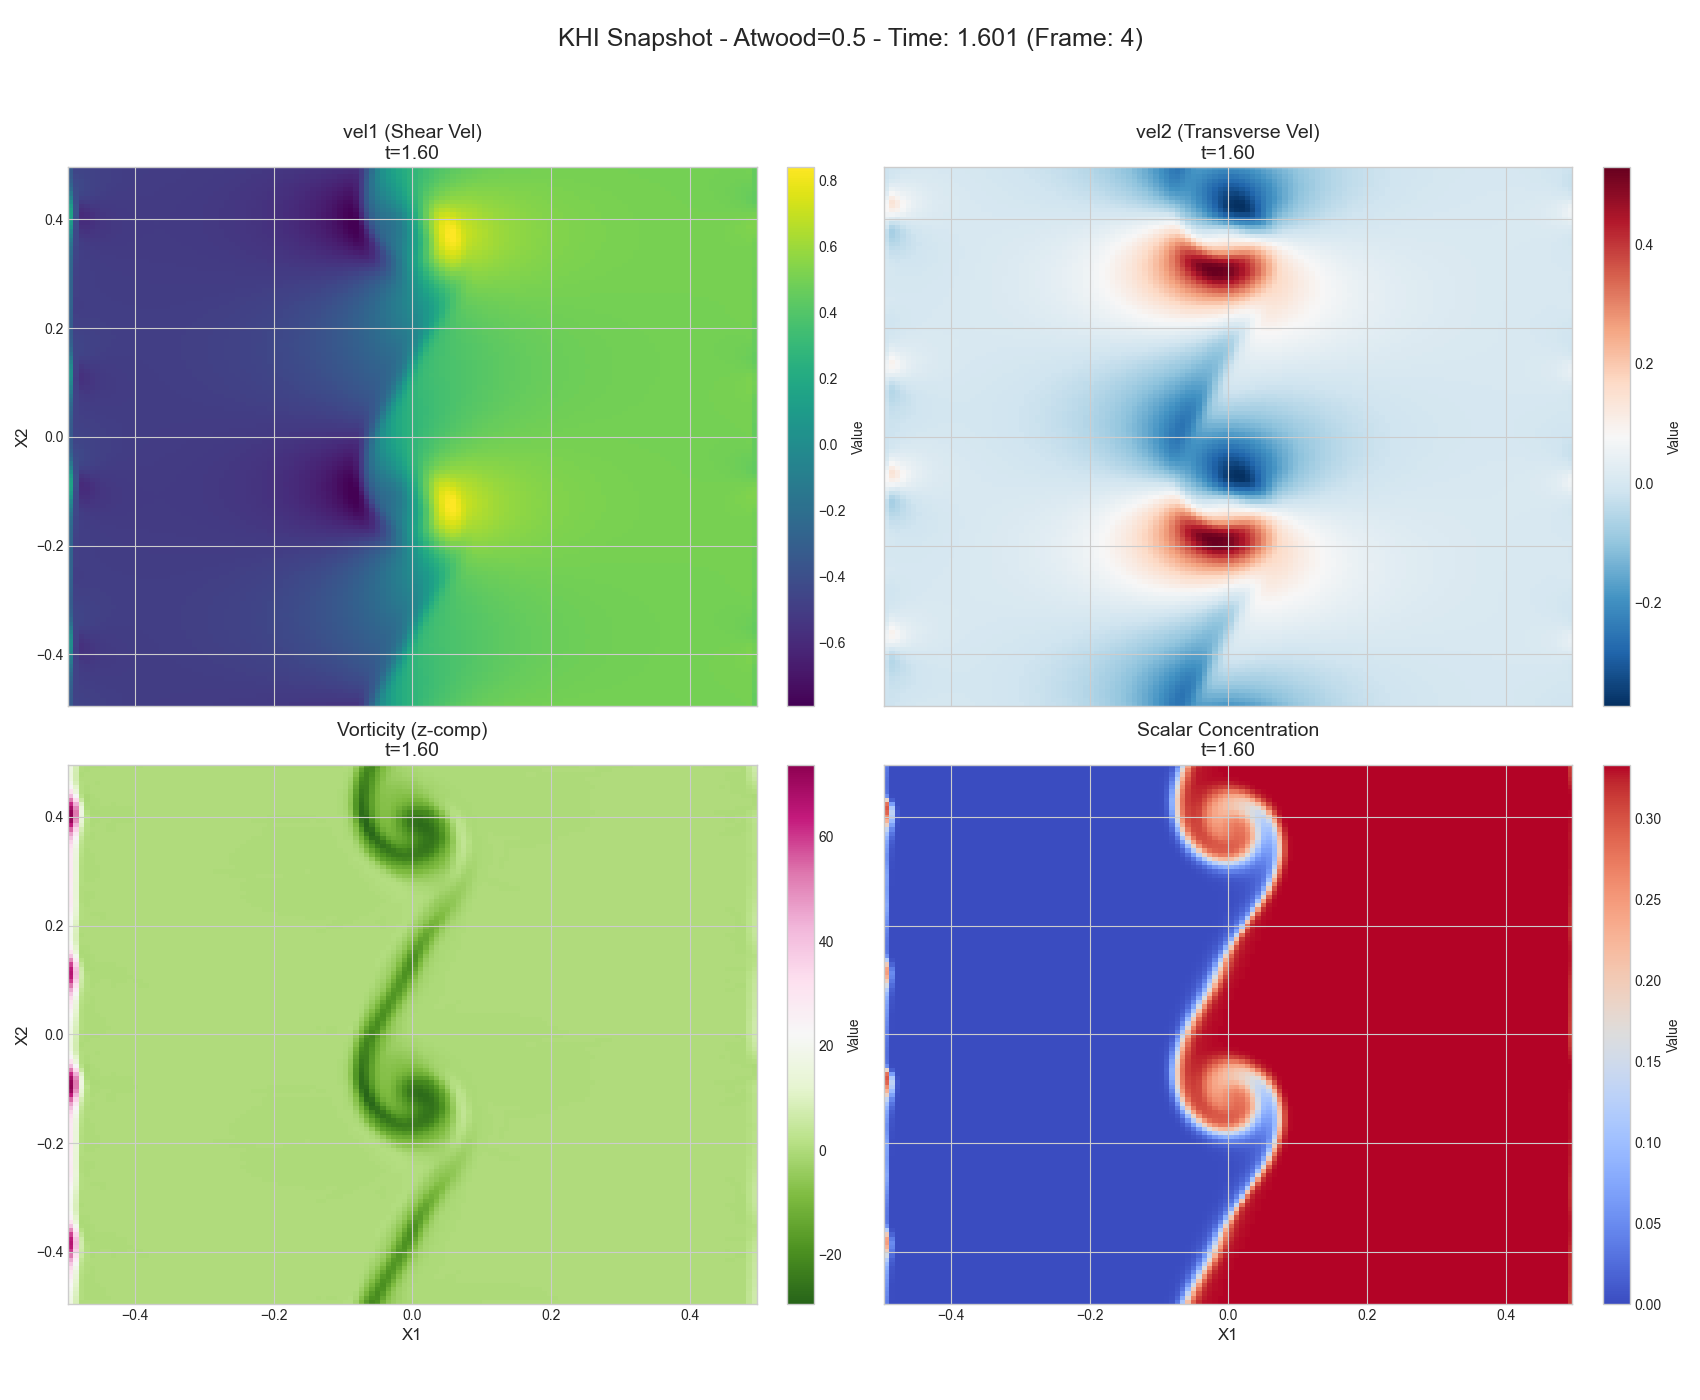 KHI Snapshot - Atwood=0.5 - Time: 1.601 (Frame: 4)
vel1 (Shear Vel)
t=1.60
X2
0.4
0.2
0.0
−0.2
−0.4
0.8
0.6
0.4
0.2
0.0
−0.2
−0.4
−0.6
Value
vel2 (Transverse Vel)
t=1.60
0.4
0.2
0.0
−0.2
Value
Vorticity (z-comp)
t=1.60
X2
0.4
0.2
0.0
−0.2
−0.4
−0.4
−0.2
0.0
0.2
0.4
X1
60
40
20
0
−20
Value
Scalar Concentration
t=1.60
−0.4
−0.2
0.0
0.2
0.4
X1
0.30
0.25
0.20
0.15
0.10
0.05
0.00
Value